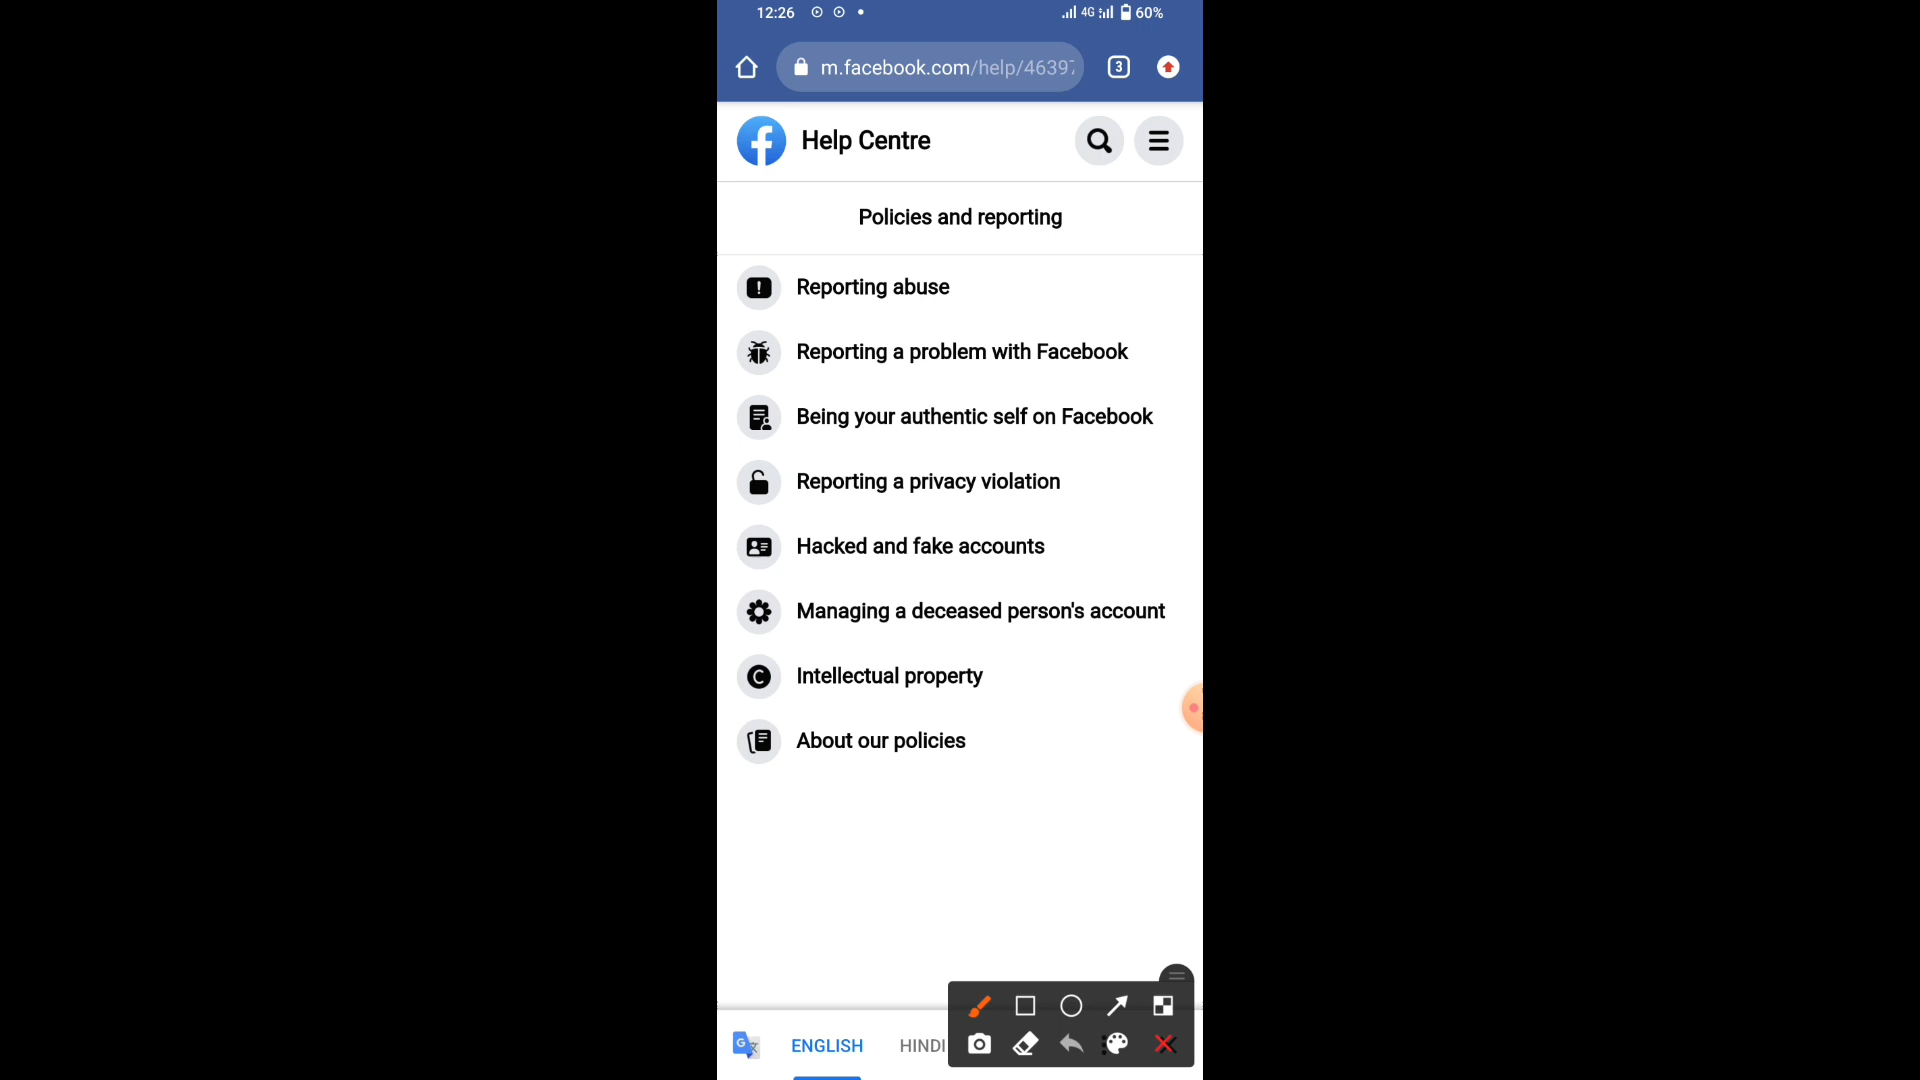 12:26 4G 60%
m.facebook.com/help/46397
3
Help Centre
Policies and reporting
Reporting abuse
Reporting a problem with Facebook
Being your authentic self on Facebook
Reporting a privacy violation
Hacked and fake accounts
Managing a deceased person's account
Intellectual property
About our policies
ENGLISH HINDI